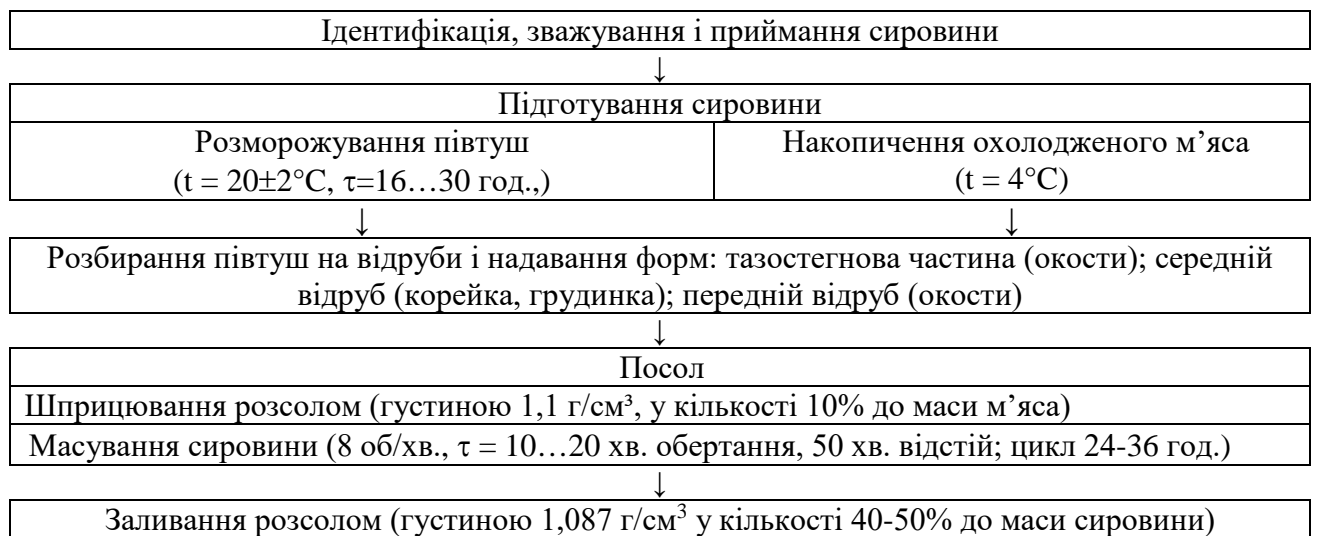 Ідентифікація, зважування і приймання сировини
↓
Підготування сировини
Розморожування півтуш
(t = 20±2°C, τ=16…30 год.,)
Накопичення охолодженого м’яса
(t = 4°C)
↓ ↓
Розбирання півтуш на відруби і надавання форм: тазостегнова частина (окости); середній
відруб (корейка, грудинка); передній відруб (окости)
↓
Посол
Шприцювання розсолом (густиною 1,1 г/см³, у кількості 10% до маси м’яса)
Масування сировини (8 об/хв., τ = 10…20 хв. обертання, 50 хв. відстій; цикл 24-36 год.)
↓
Заливання розсолом (густиною 1,087 г/см³ у кількості 40-50% до маси сировини)